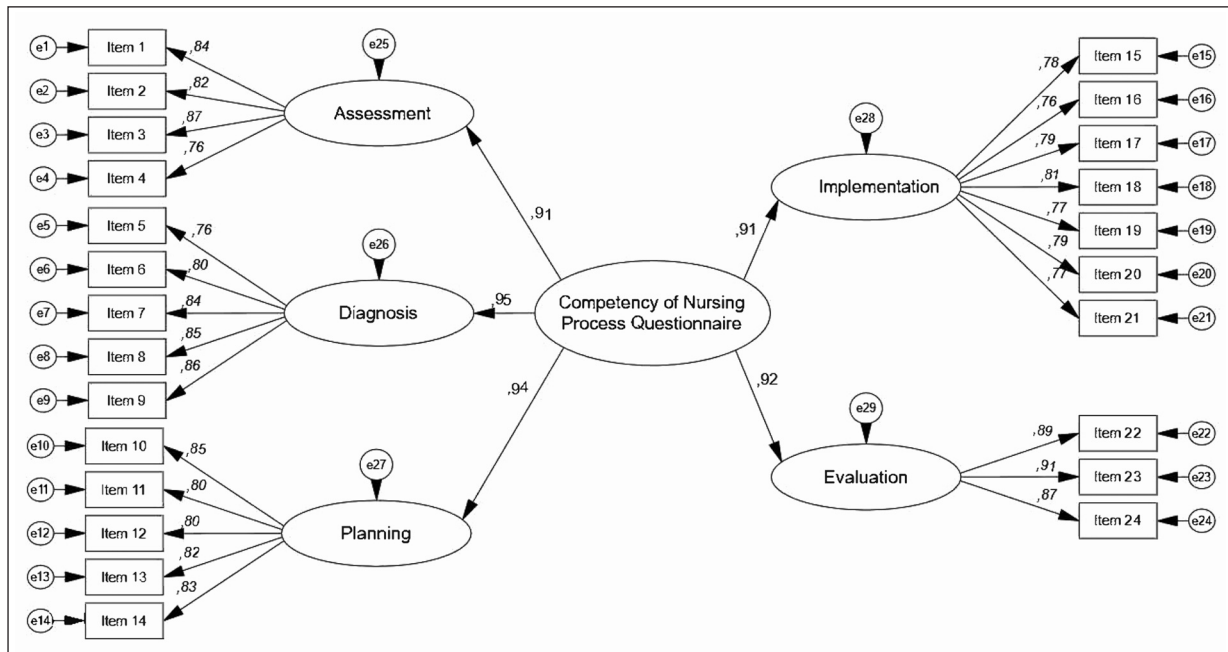 e1
Item 1
,84
e2
Item 2
,82
e3
Item 3
,87
e4
Item 4
,76
e25
Assessment
,91
e5
Item 5
,76
e6
Item 6
,80
e7
Item 7
,84
e8
Item 8
,85
e9
Item 9
,86
e26
Diagnosis
,95
e10
Item 10
,85
e11
Item 11
,80
e12
Item 12
,80
e13
Item 13
,82
e14
Item 14
,83
e27
Planning
,94
Competency of Nursing
Process Questionnaire
,91
e28
Implementation
,78
Item 15
e15
,76
Item 16
e16
,79
Item 17
e17
,81
Item 18
e18
,77
Item 19
e19
,79
Item 20
e20
,77
Item 21
e21
,92
e29
Evaluation
,89
Item 22
e22
,91
Item 23
e23
,87
Item 24
e24